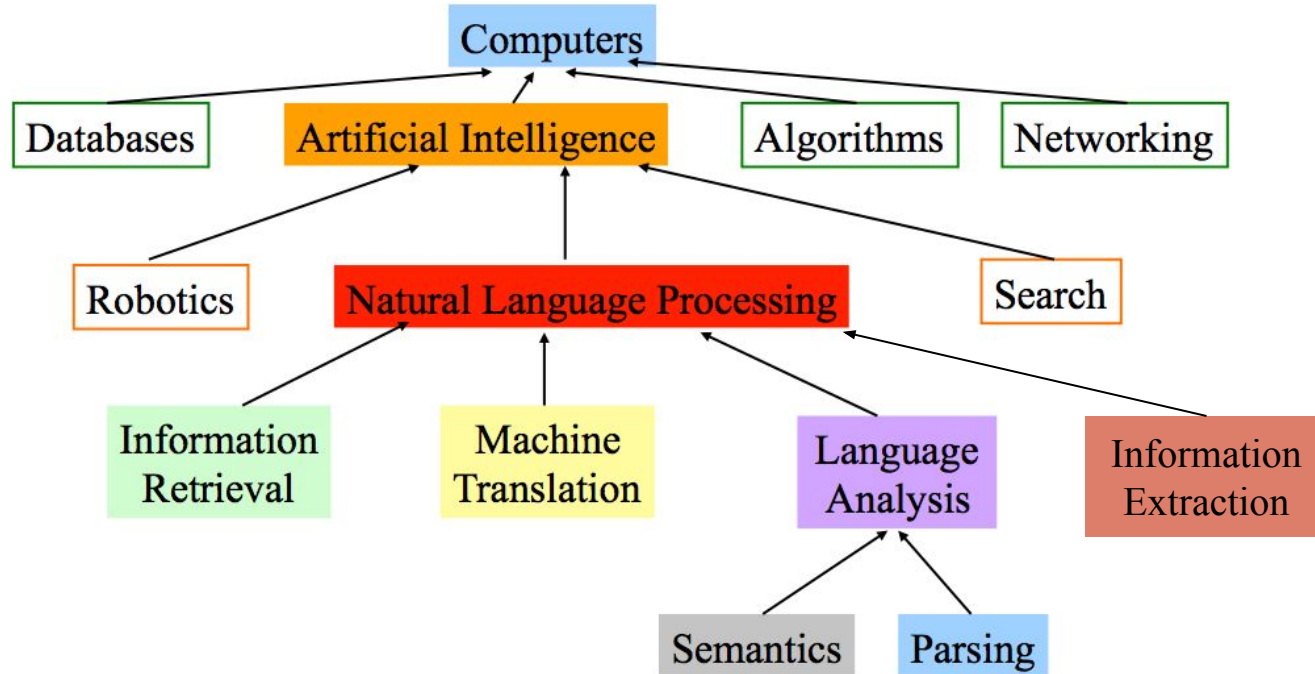 Computers
Databases
Artificial Intelligence
Algorithms
Networking
Robotics
Natural Language Processing
Search
Information
Retrieval
Machine
Translation
Language
Analysis
Information
Extraction
Semantics
Parsing